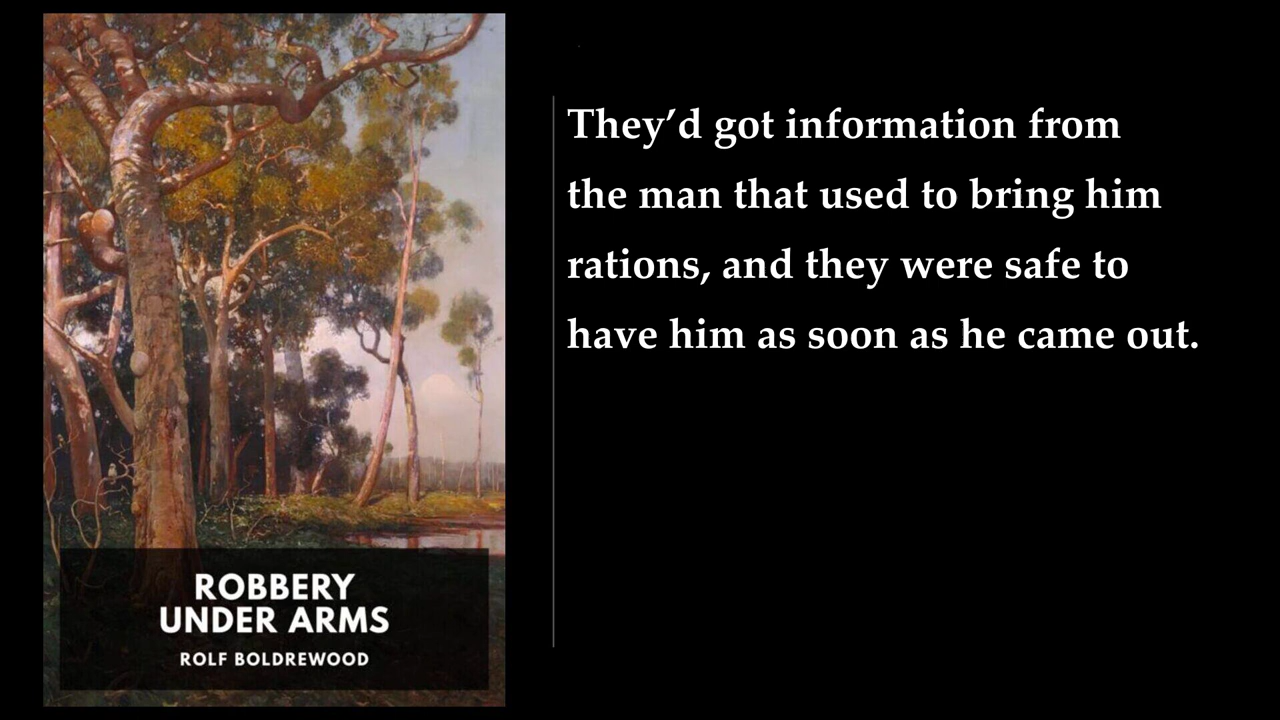 They’d got information from
the man that used to bring him
rations, and they were safe to
have him as soon as he came out.
ROBBERY
UNDER ARMS
ROLF BOLDREWOOD